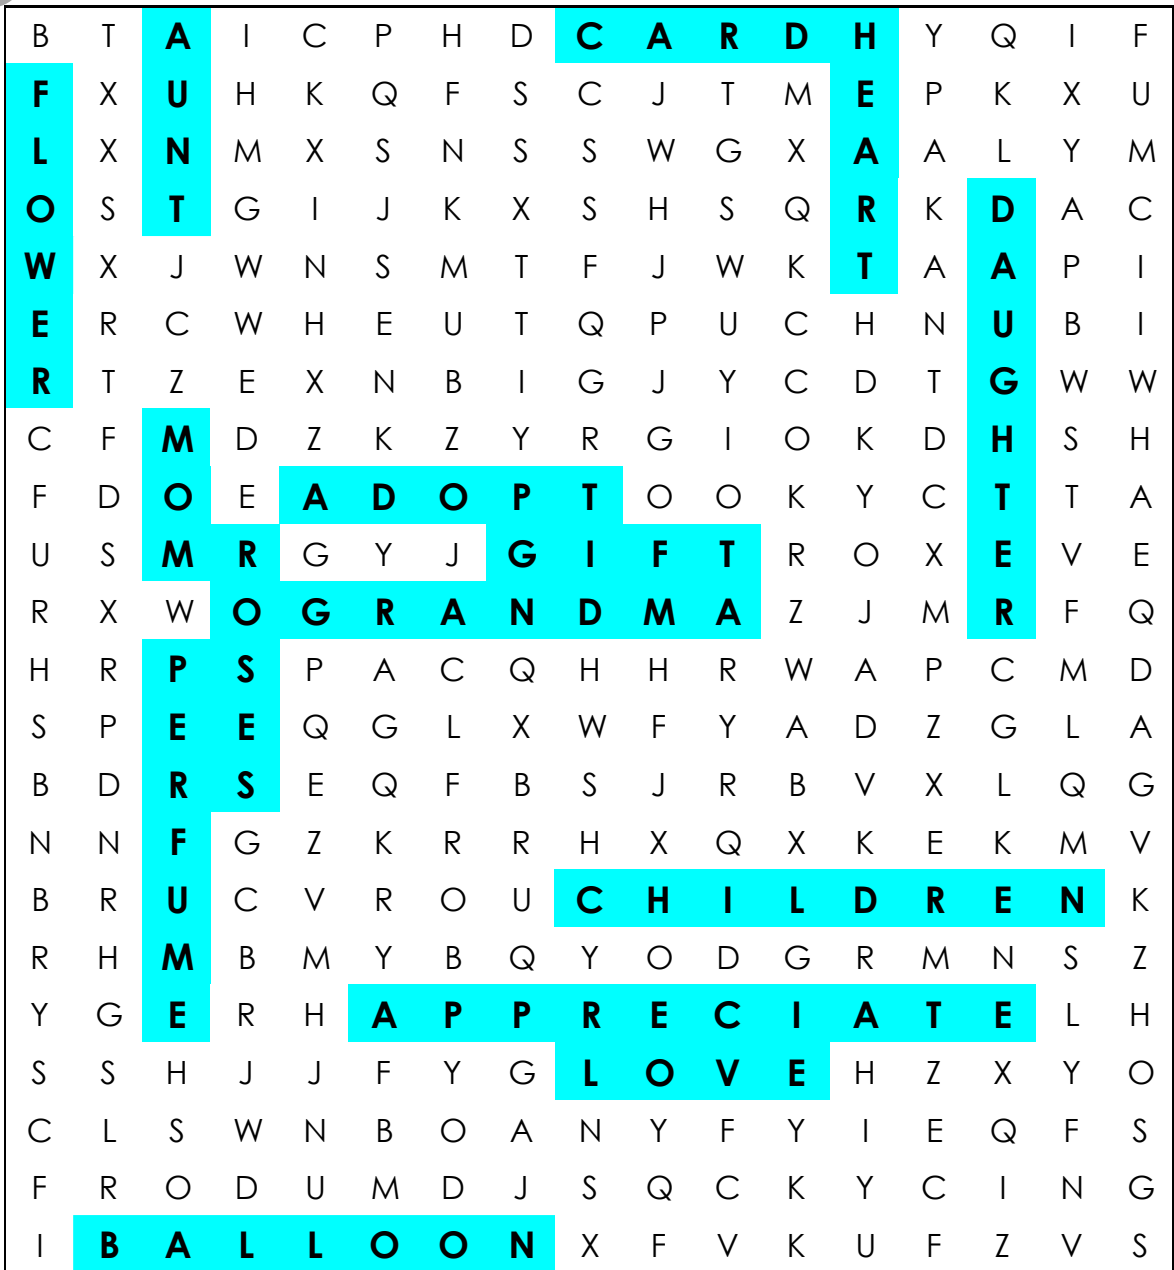 B T A I C P H D C A R D H Y Q I F
F X U H K Q F S C J T M E P K X U
L X N M X S N S S W G X A A L Y M
O S T G I J K X S H S Q R K D A C
W X J W N S M T F J W K T A A P I
E R C W H E U T Q P U C H N U B I
R T Z E X N B I G J Y C D T G W W
C F M D Z K Z Y R G I O K D H S H
F D O E A D O P T O O K Y C T T A
U S M R G Y J G I F T R O X E V E
R X W O G R A N D M A Z J M R F Q
H R P S P A C Q H H R W A P C M D
S P E E Q G L X W F Y A D Z G L A
B D R S E Q F B S J R B V X L Q G
N N F G Z K R R H X Q X K E K M V
B R U C V R O U C H I L D R E N K
R H M B M Y B Q Y O D G R M N S Z
Y G E R H A P P R E C I A T E L H
S S H J J F Y G L O V E H Z X Y O
C L S W N B O A N Y F Y I E Q F S
F R O D U M D J S Q C K Y C I N G
I B A L L O O N X F V K U F Z V S